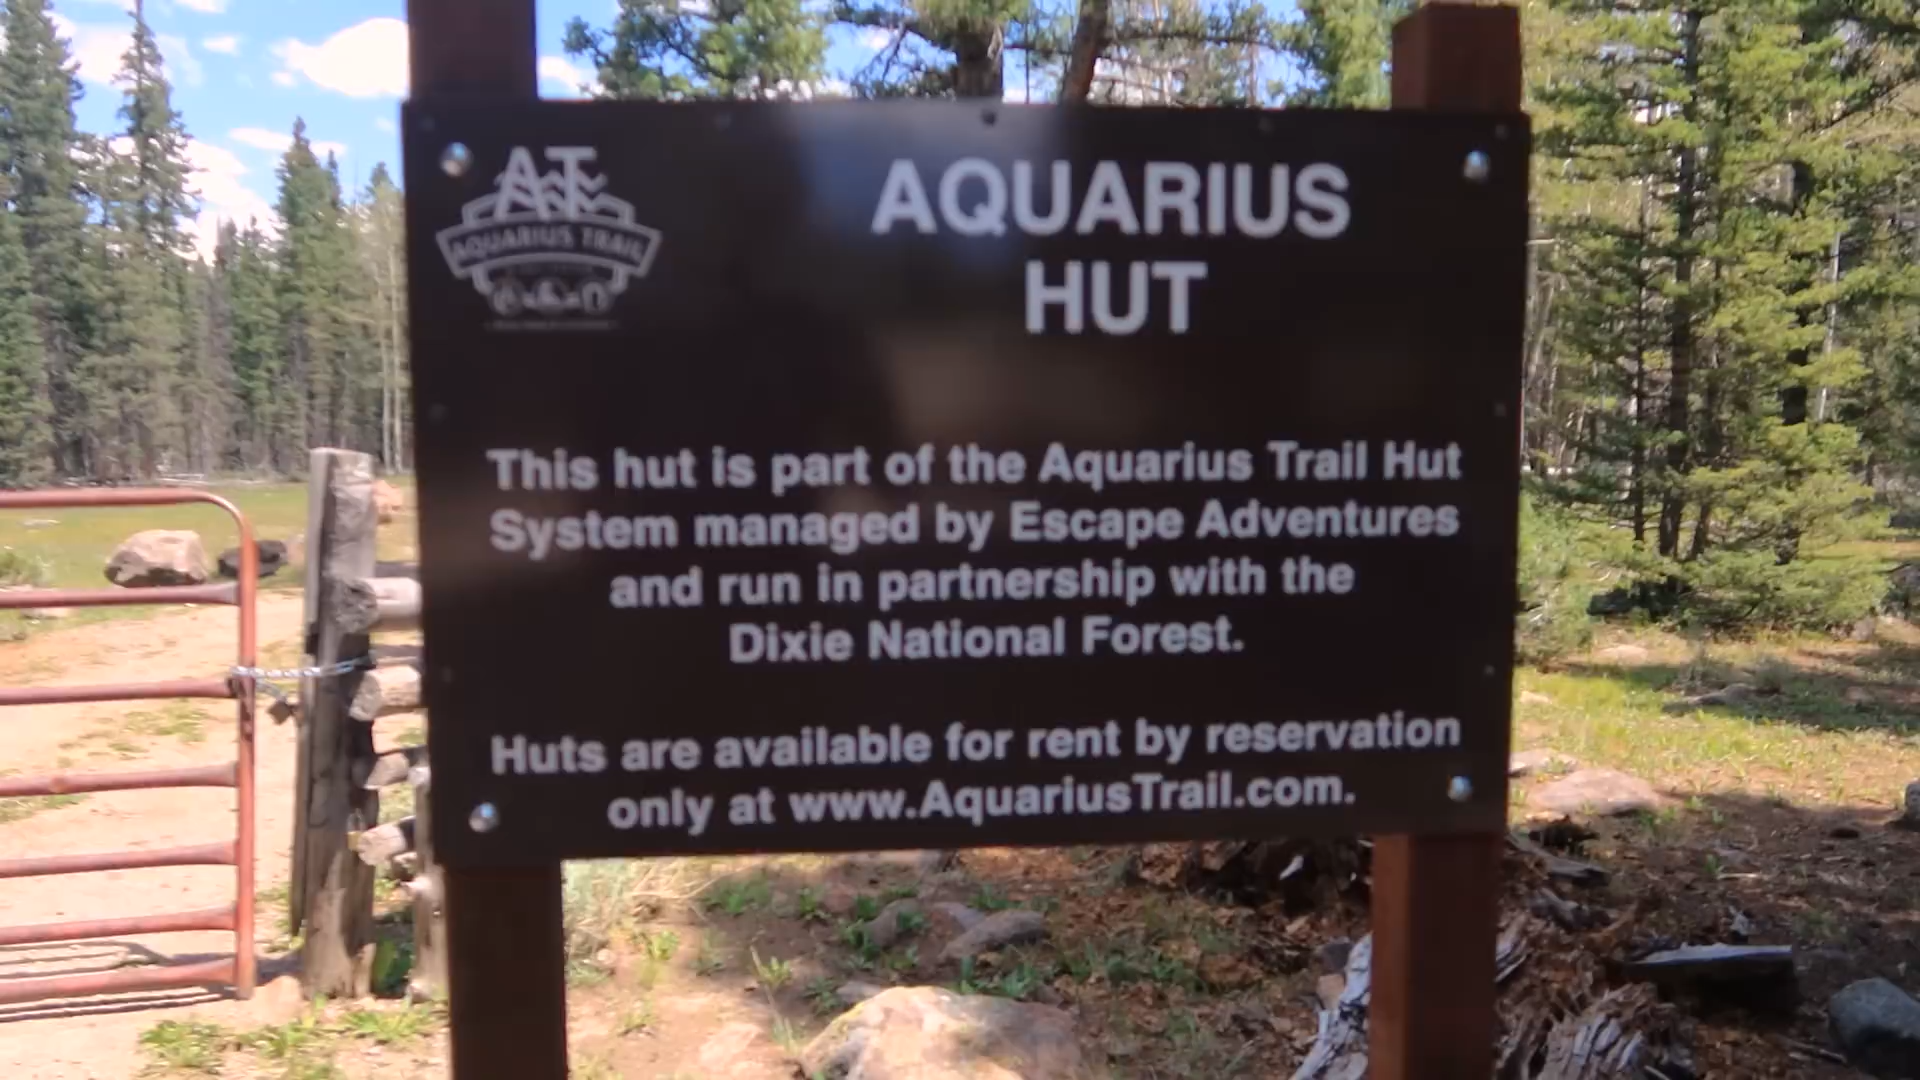 AT
AQUARIUS TRAIL
AQUARIUS
HUT
This hut is part of the Aquarius Trail Hut
System managed by Escape Adventures
and run in partnership with the
Dixie National Forest.
Huts are available for rent by reservation
only at www.AquariusTrail.com.